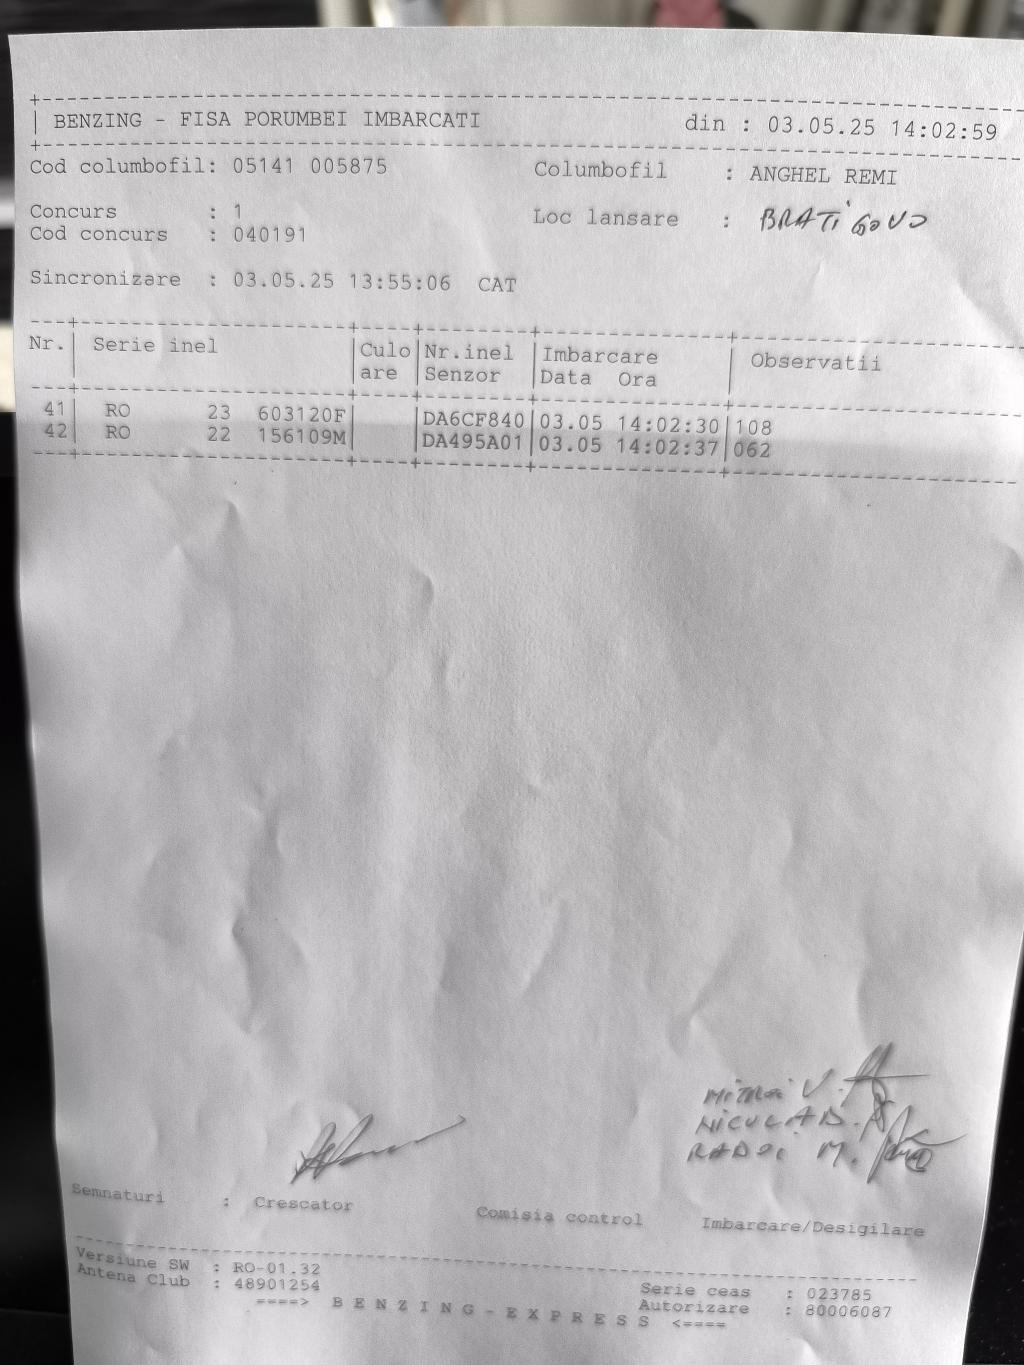 BENZING - FISA PORUMBEI IMBARCATI din : 03.05.25 14:02:59
Cod columbofil: 05141 005875 Columbofil : ANGHEL REMI
Concurs : 1 Loc lansare : BRATIGOVO
Cod concurs : 040191
Sincronizare : 03.05.25 13:55:06 CAT
Nr. Serie inel Culo Nr.inel Imbarcare Observatii
are Senzor Data Ora
41 RO 23 603120F DA6CF840 03.05 14:02:30 108
42 RO 22 156109M DA495A01 03.05 14:02:37 062
MITROI V.
NICULA D.
RADOI M.
Semnaturi : Crescator Comisia control Imbarcare/Desigilare
Versiune SW : RO-01.32 Serie ceas : 023785
Antena Club : 48901254 Autorizare : 80006087
====> B E N Z I N G - E X P R E S S <====